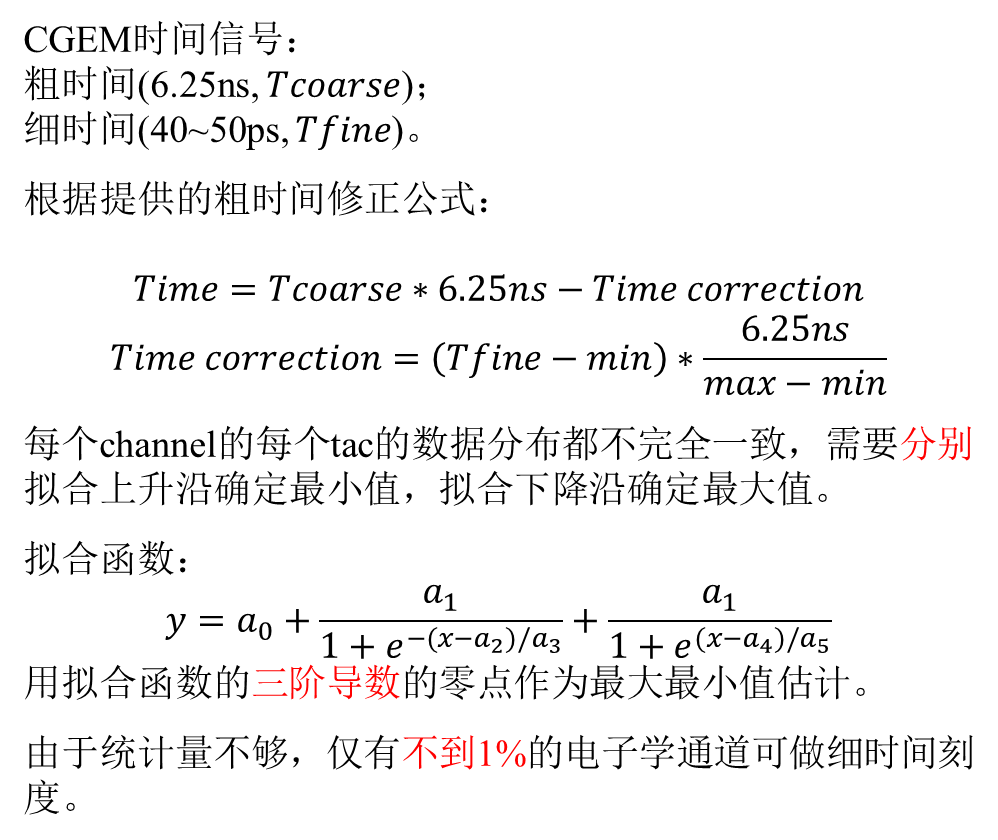 CGEM时间信号：
粗时间(6.25ns, Tcoarse)；
细时间(40~50ps, Tfine)。
根据提供的粗时间修正公式：
Time = Tcoarse ∗ 6.25ns − Time correction
Time correction = (Tfine − min) ∗ \frac{6.25ns}{max − min}
每个channel的每个tac的数据分布都不完全一致，需要分别
拟合上升沿确定最小值，拟合下降沿确定最大值。
拟合函数：
y = a_0 + \frac{a_1}{1 + e^{−(x−a_2)/a_3}} + \frac{a_1}{1 + e^{(x−a_4)/a_5}}
用拟合函数的三阶导数的零点作为最大最小值估计。
由于统计量不够，仅有不到1%的电子学通道可做细时间刻
度。